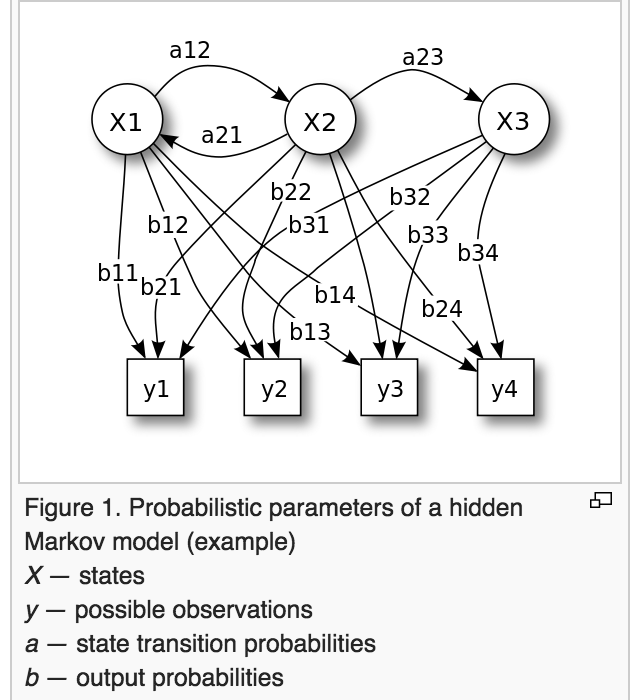 a12
a23
X1
X2
X3
a21
b22
b32
b12
b31
b33
b34
b11
b21
b14
b24
b13
y1
y2
y3
y4
Figure 1. Probabilistic parameters of a hidden
Markov model (example)
X — states
y — possible observations
a — state transition probabilities
b — output probabilities